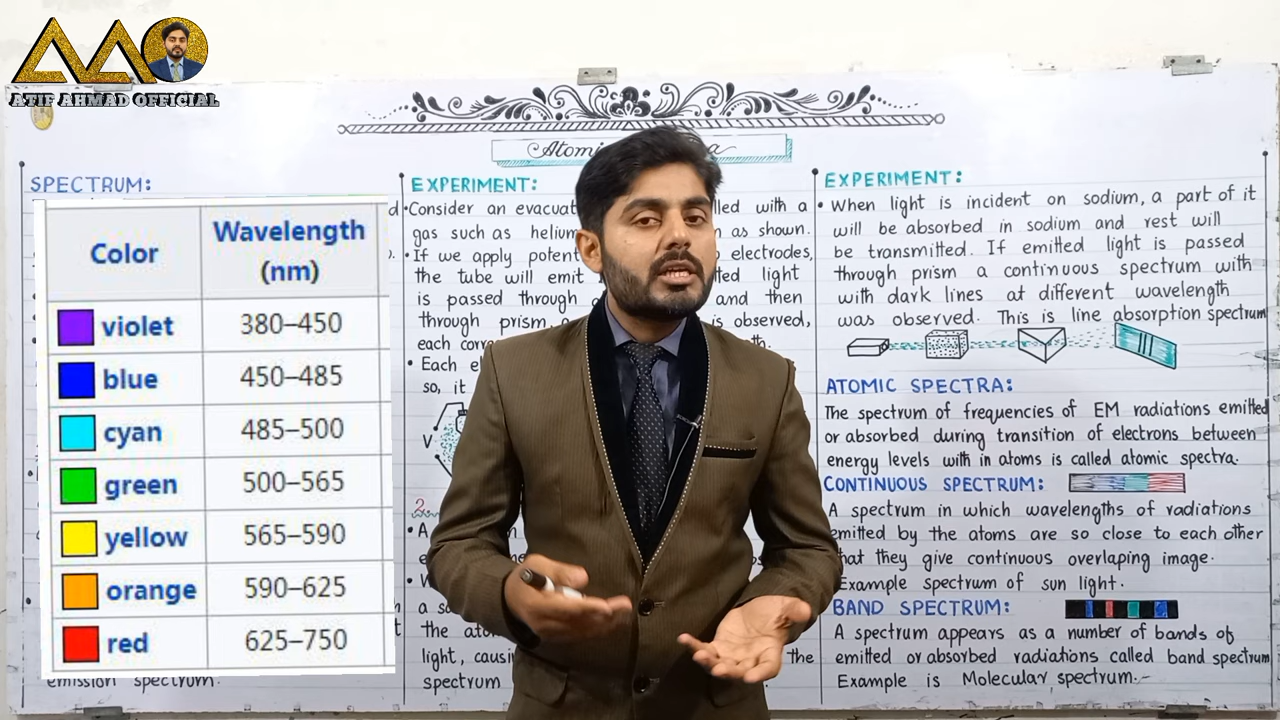 ATIF AHMAD OFFICIAL
SPECTRUM:
Color
Wavelength
(nm)
violet 380–450
blue 450–485
cyan 485–500
green 500–565
yellow 565–590
orange 590–625
red 625–750
emission spectrum.
EXPERIMENT:
Consider an evacuat lled with a
gas such as helium n as shown.
If we apply potent electrodes,
the tube will emit ted light
is passed through and then
through prism. is observed,
each corre th.
Each e
so, it
V
2
a so
the ato
light, causin the
spectrum
EXPERIMENT:
When light is incident on sodium, a part of it
will be absorbed in sodium and rest will
be transmitted. If emitted light is passed
through prism a continuous spectrum with
with dark lines at different wavelength
was observed. This is line absorption spectrum
ATOMIC SPECTRA:
The spectrum of frequencies of EM radiations emitted
or absorbed during transition of electrons between
energy levels with in atoms is called atomic spectra.
CONTINUOUS SPECTRUM:
A spectrum in which wavelengths of radiations
emitted by the atoms are so close to each other
that they give continuous overlaping image.
Example spectrum of sun light.
BAND SPECTRUM:
A spectrum appears as a number of bands of
emitted or absorbed radiations called band spectrum
Example is Molecular spectrum.